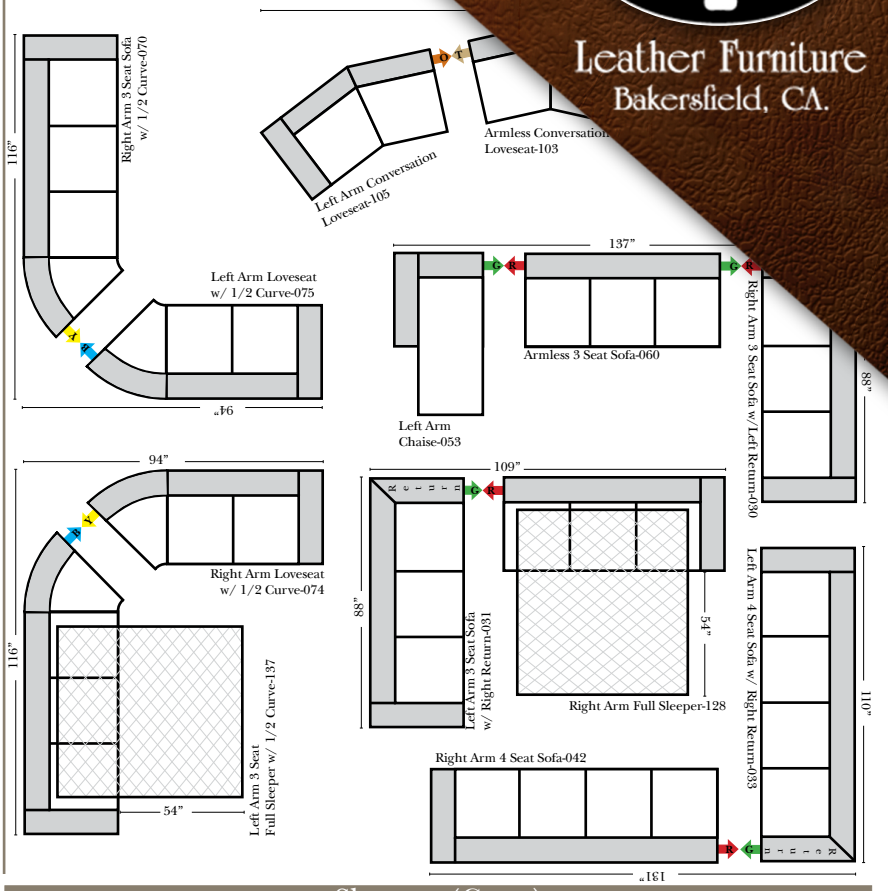 Leather Furniture
Bakersfield, CA.
116”
Right Arm 3 Seat Sofa
w/ 1/2 Curve-070
Y
B
Left Arm Loveseat
w/ 1/2 Curve-075
94”
O
T
Left Arm Conversation
Loveseat-105
Armless Conversation
Loveseat-103
137”
G
R
G
R
Armless 3 Seat Sofa-060
Left Arm
Chaise-053
Right Arm 3 Seat Sofa w/Left Return-030
88”
94”
B
Y
Right Arm Loveseat
w/ 1/2 Curve-074
116”
54”
Left Arm 3 Seat
Full Sleeper w/ 1/2 Curve-137
109”
Return
G
R
88”
Left Arm 3 Seat Sofa
w/ Right Return-031
54”
Right Arm Full Sleeper-128
Left Arm 4 Seat Sofa w/ Right Return-033
110”
Right Arm 4 Seat Sofa-042
R
G
Return
131”